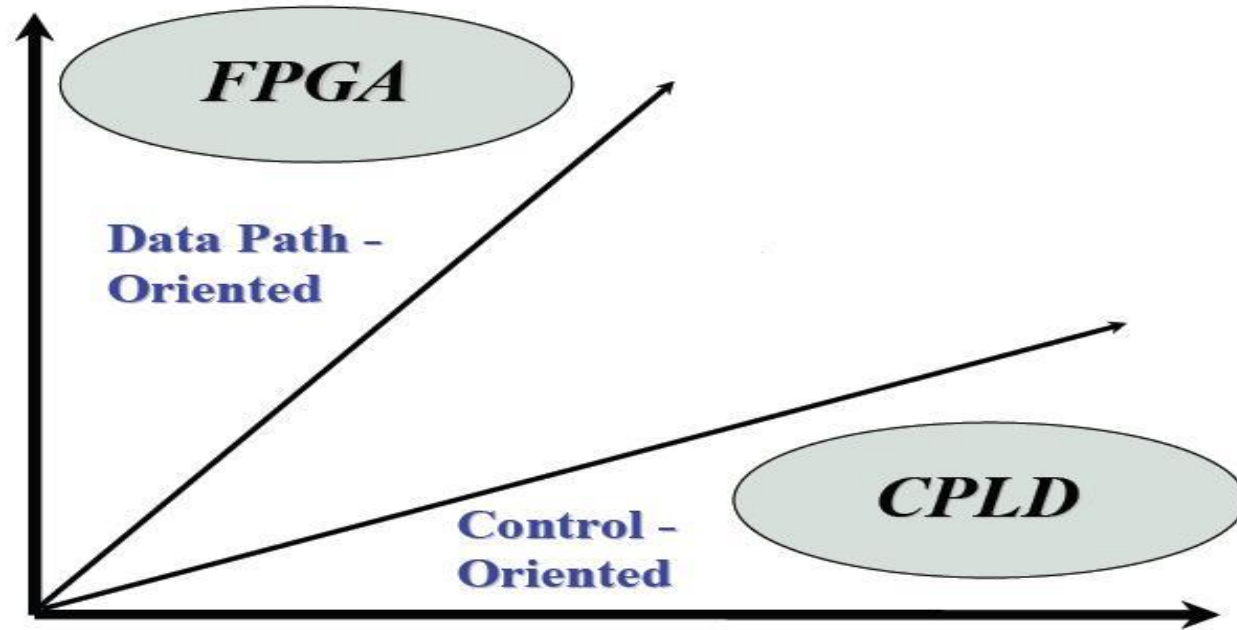 FPGA
Data Path -
Oriented
Control -
Oriented
CPLD